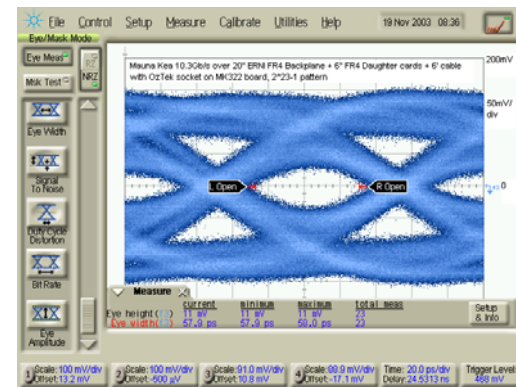 File Control Setup Measure Calibrate Utilities Help 19 Nov 2003 08:36
Eye/Mask Mode
Eye Meas
NRZ
Msk Test
Mauna Kea 10.3Gb/s over 20" ERNI FR4 Backplane + 6" FR4 Daughter cards + 6' cable
with OzTek socket on MK322 board, 2^23-1 pattern
200mV
50mV/
div
Eye Width
Signal
To Noise
L Open
R Open
0
Duty Cycle
Distortion
Bit Rate
Eye
Amplitude
Measure
current minimum maximum total meas
Eye height( ) 11 mV 11 mV 11 mV 23
Eye width( ) 57.9 ps 57.9 ps 58.0 ps 23
Setup
& Info
1 Scale:100 mV/div
Offset:13.2 mV
2 Scale:100 mV/div
Offset:-600 µV
3 Scale:91.0 mV/div
Offset:10.8 mV
4 Scale:88.9 mV/div
Offset:-17.1 mV
Time: 20.0 ps/div
Delay:24.5313 ns
Trigger Level
468 mV